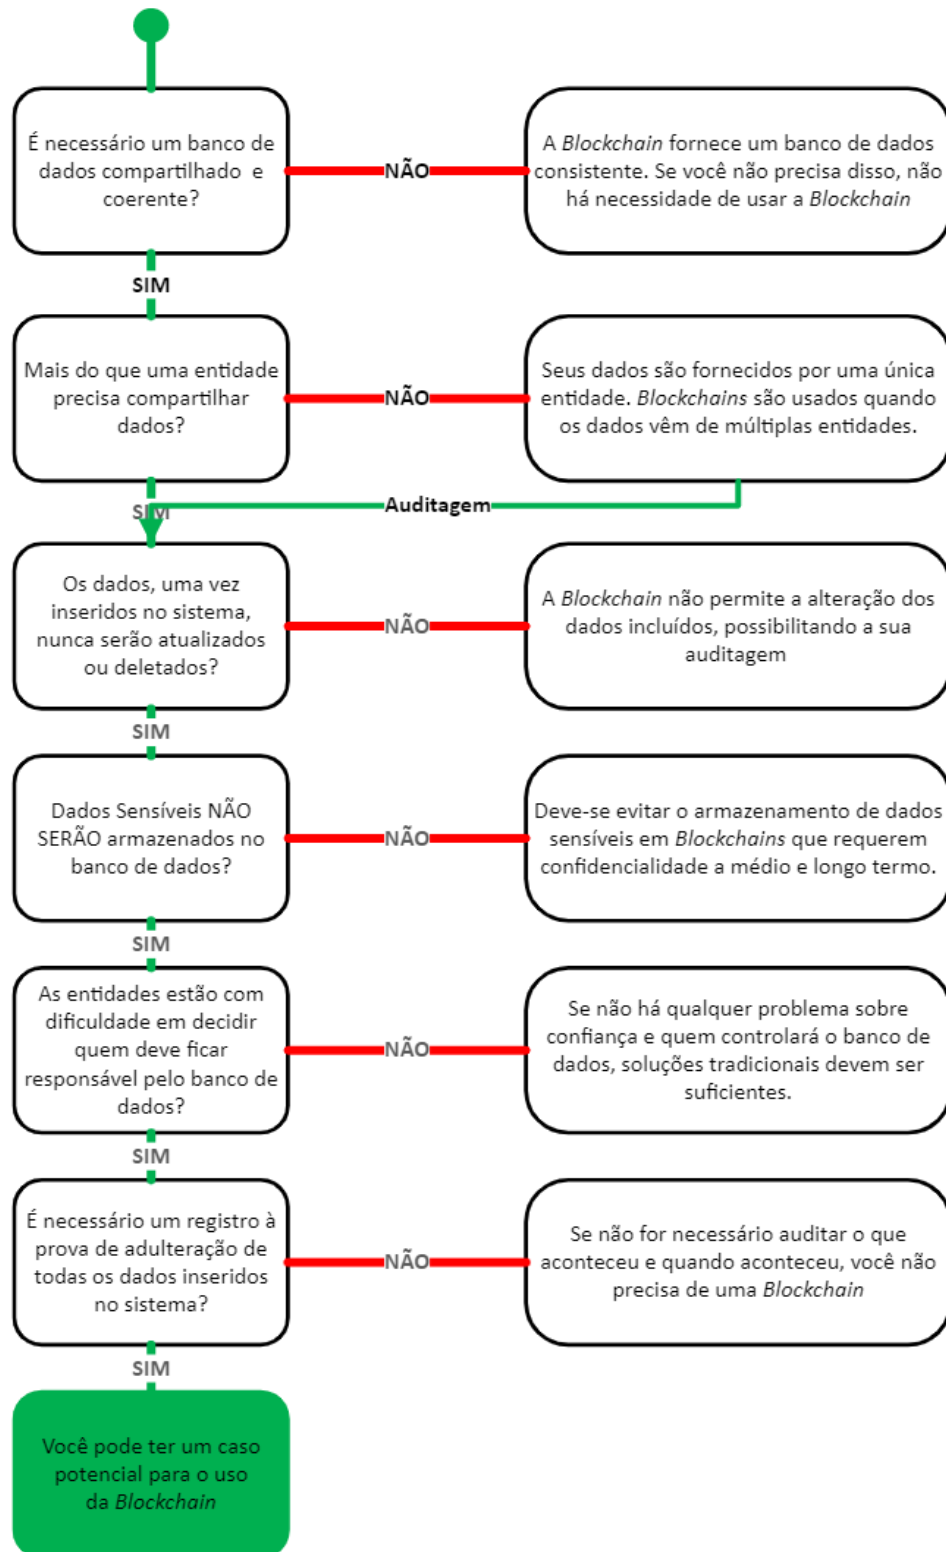 É necessário um banco de
dados compartilhado e
coerente?
NÃO
A Blockchain fornece um banco de dados
consistente. Se você não precisa disso, não
há necessidade de usar a Blockchain
SIM
Mais do que uma entidade
precisa compartilhar
dados?
NÃO
Seus dados são fornecidos por uma única
entidade. Blockchains são usados quando
os dados vêm de múltiplas entidades.
SIM
Auditagem
Os dados, uma vez
inseridos no sistema,
nunca serão atualizados
ou deletados?
NÃO
A Blockchain não permite a alteração dos
dados incluídos, possibilitando a sua
auditagem
SIM
Dados Sensíveis NÃO
SERÃO armazenados no
banco de dados?
NÃO
Deve-se evitar o armazenamento de dados
sensíveis em Blockchains que requerem
confidencialidade a médio e longo termo.
SIM
As entidades estão com
dificuldade em decidir
quem deve ficar
responsável pelo banco de
dados?
NÃO
Se não há qualquer problema sobre
confiança e quem controlará o banco de
dados, soluções tradicionais devem ser
suficientes.
SIM
É necessário um registro à
prova de adulteração de
todas os dados inseridos
no sistema?
NÃO
Se não for necessário auditar o que
aconteceu e quando aconteceu, você não
precisa de uma Blockchain
SIM
Você pode ter um caso
potencial para o uso
da Blockchain